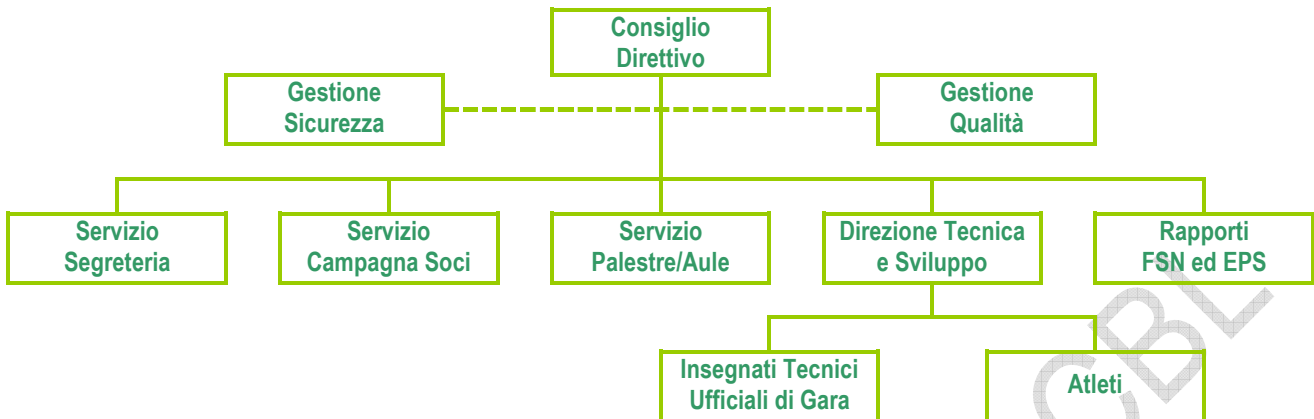 Consiglio
Direttivo
Gestione
Sicurezza
Gestione
Qualità
Servizio
Segreteria
Servizio
Campagna Soci
Servizio
Palestre/Aule
Direzione Tecnica
e Sviluppo
Rapporti
FSN ed EPS
Insegnati Tecnici
Ufficiali di Gara
Atleti
CBL